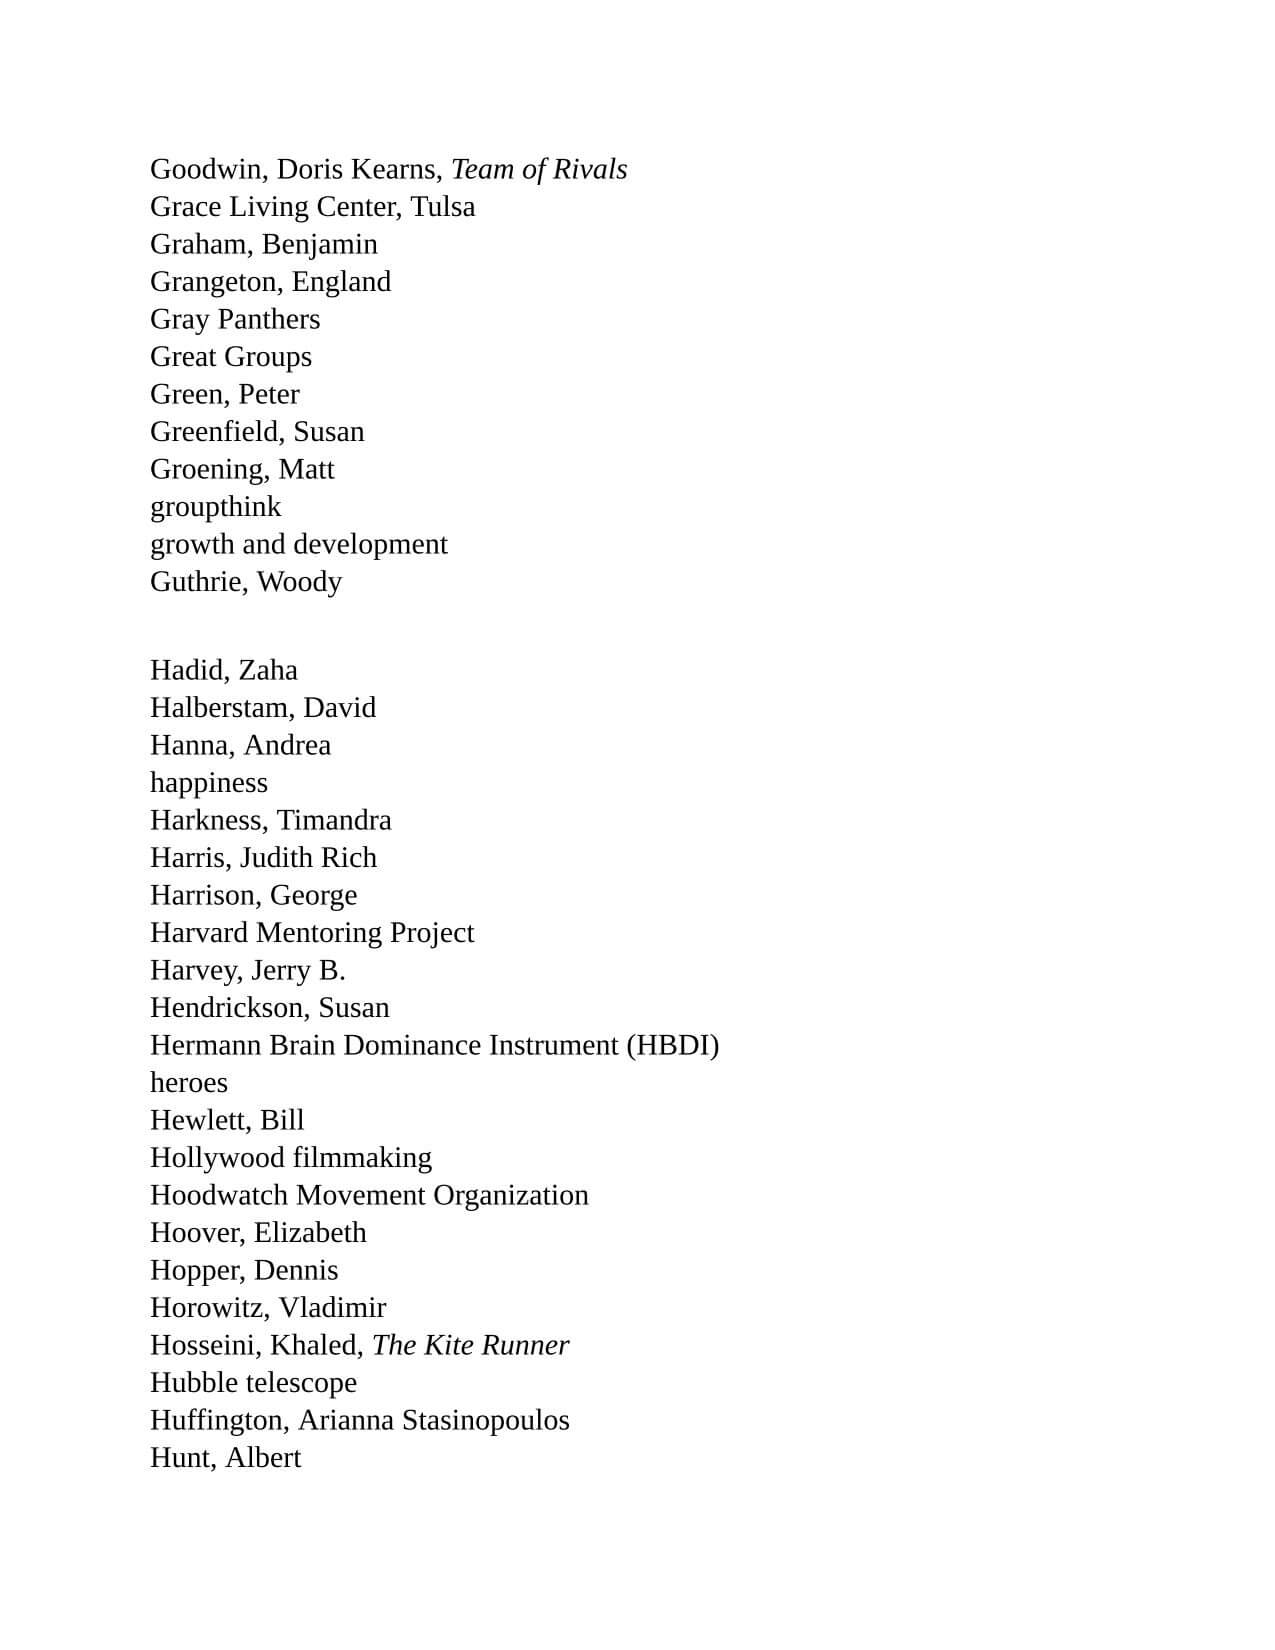 Goodwin, Doris Kearns, Team of Rivals
Grace Living Center, Tulsa
Graham, Benjamin
Grangeton, England
Gray Panthers
Great Groups
Green, Peter
Greenfield, Susan
Groening, Matt
groupthink
growth and development
Guthrie, Woody
Hadid, Zaha
Halberstam, David
Hanna, Andrea
happiness
Harkness, Timandra
Harris, Judith Rich
Harrison, George
Harvard Mentoring Project
Harvey, Jerry B.
Hendrickson, Susan
Hermann Brain Dominance Instrument (HBDI)
heroes
Hewlett, Bill
Hollywood filmmaking
Hoodwatch Movement Organization
Hoover, Elizabeth
Hopper, Dennis
Horowitz, Vladimir
Hosseini, Khaled, The Kite Runner
Hubble telescope
Huffington, Arianna Stasinopoulos
Hunt, Albert